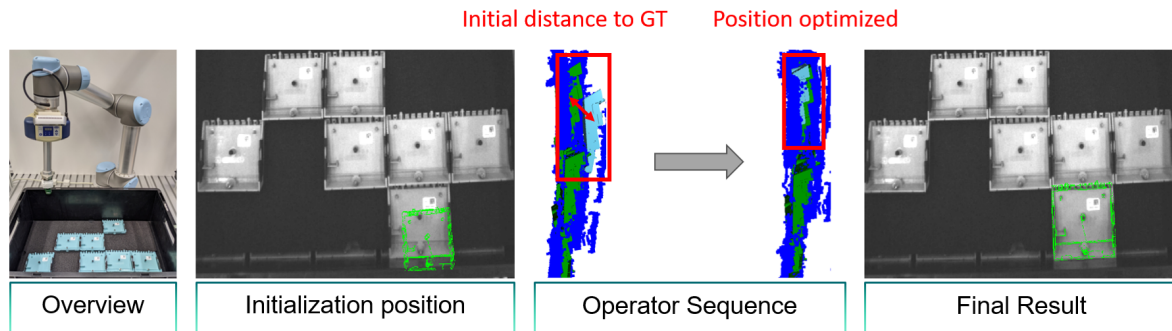 Initial distance to GT
Position optimized
Overview
Initialization position
Operator Sequence
Final Result